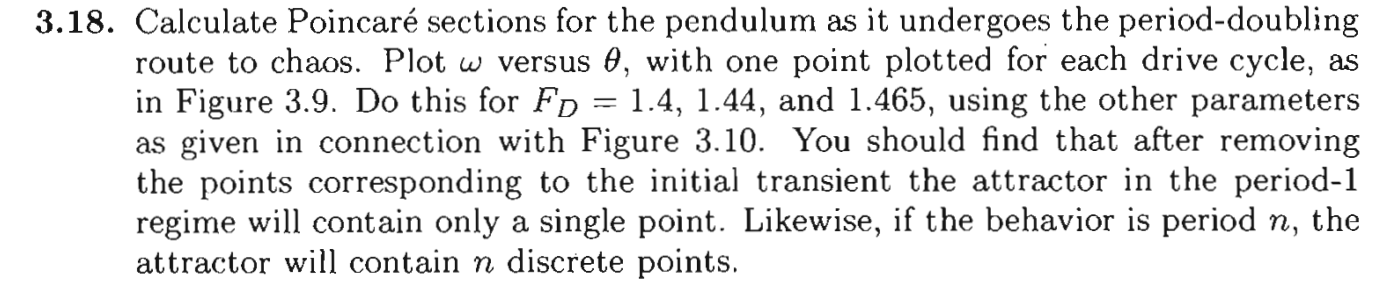 3.18. Calculate Poincaré sections for the pendulum as it undergoes the period-doubling
route to chaos. Plot ω versus θ, with one point plotted for each drive cycle, as
in Figure 3.9. Do this for F_D = 1.4, 1.44, and 1.465, using the other parameters
as given in connection with Figure 3.10. You should find that after removing
the points corresponding to the initial transient the attractor in the period-1
regime will contain only a single point. Likewise, if the behavior is period n, the
attractor will contain n discrete points.